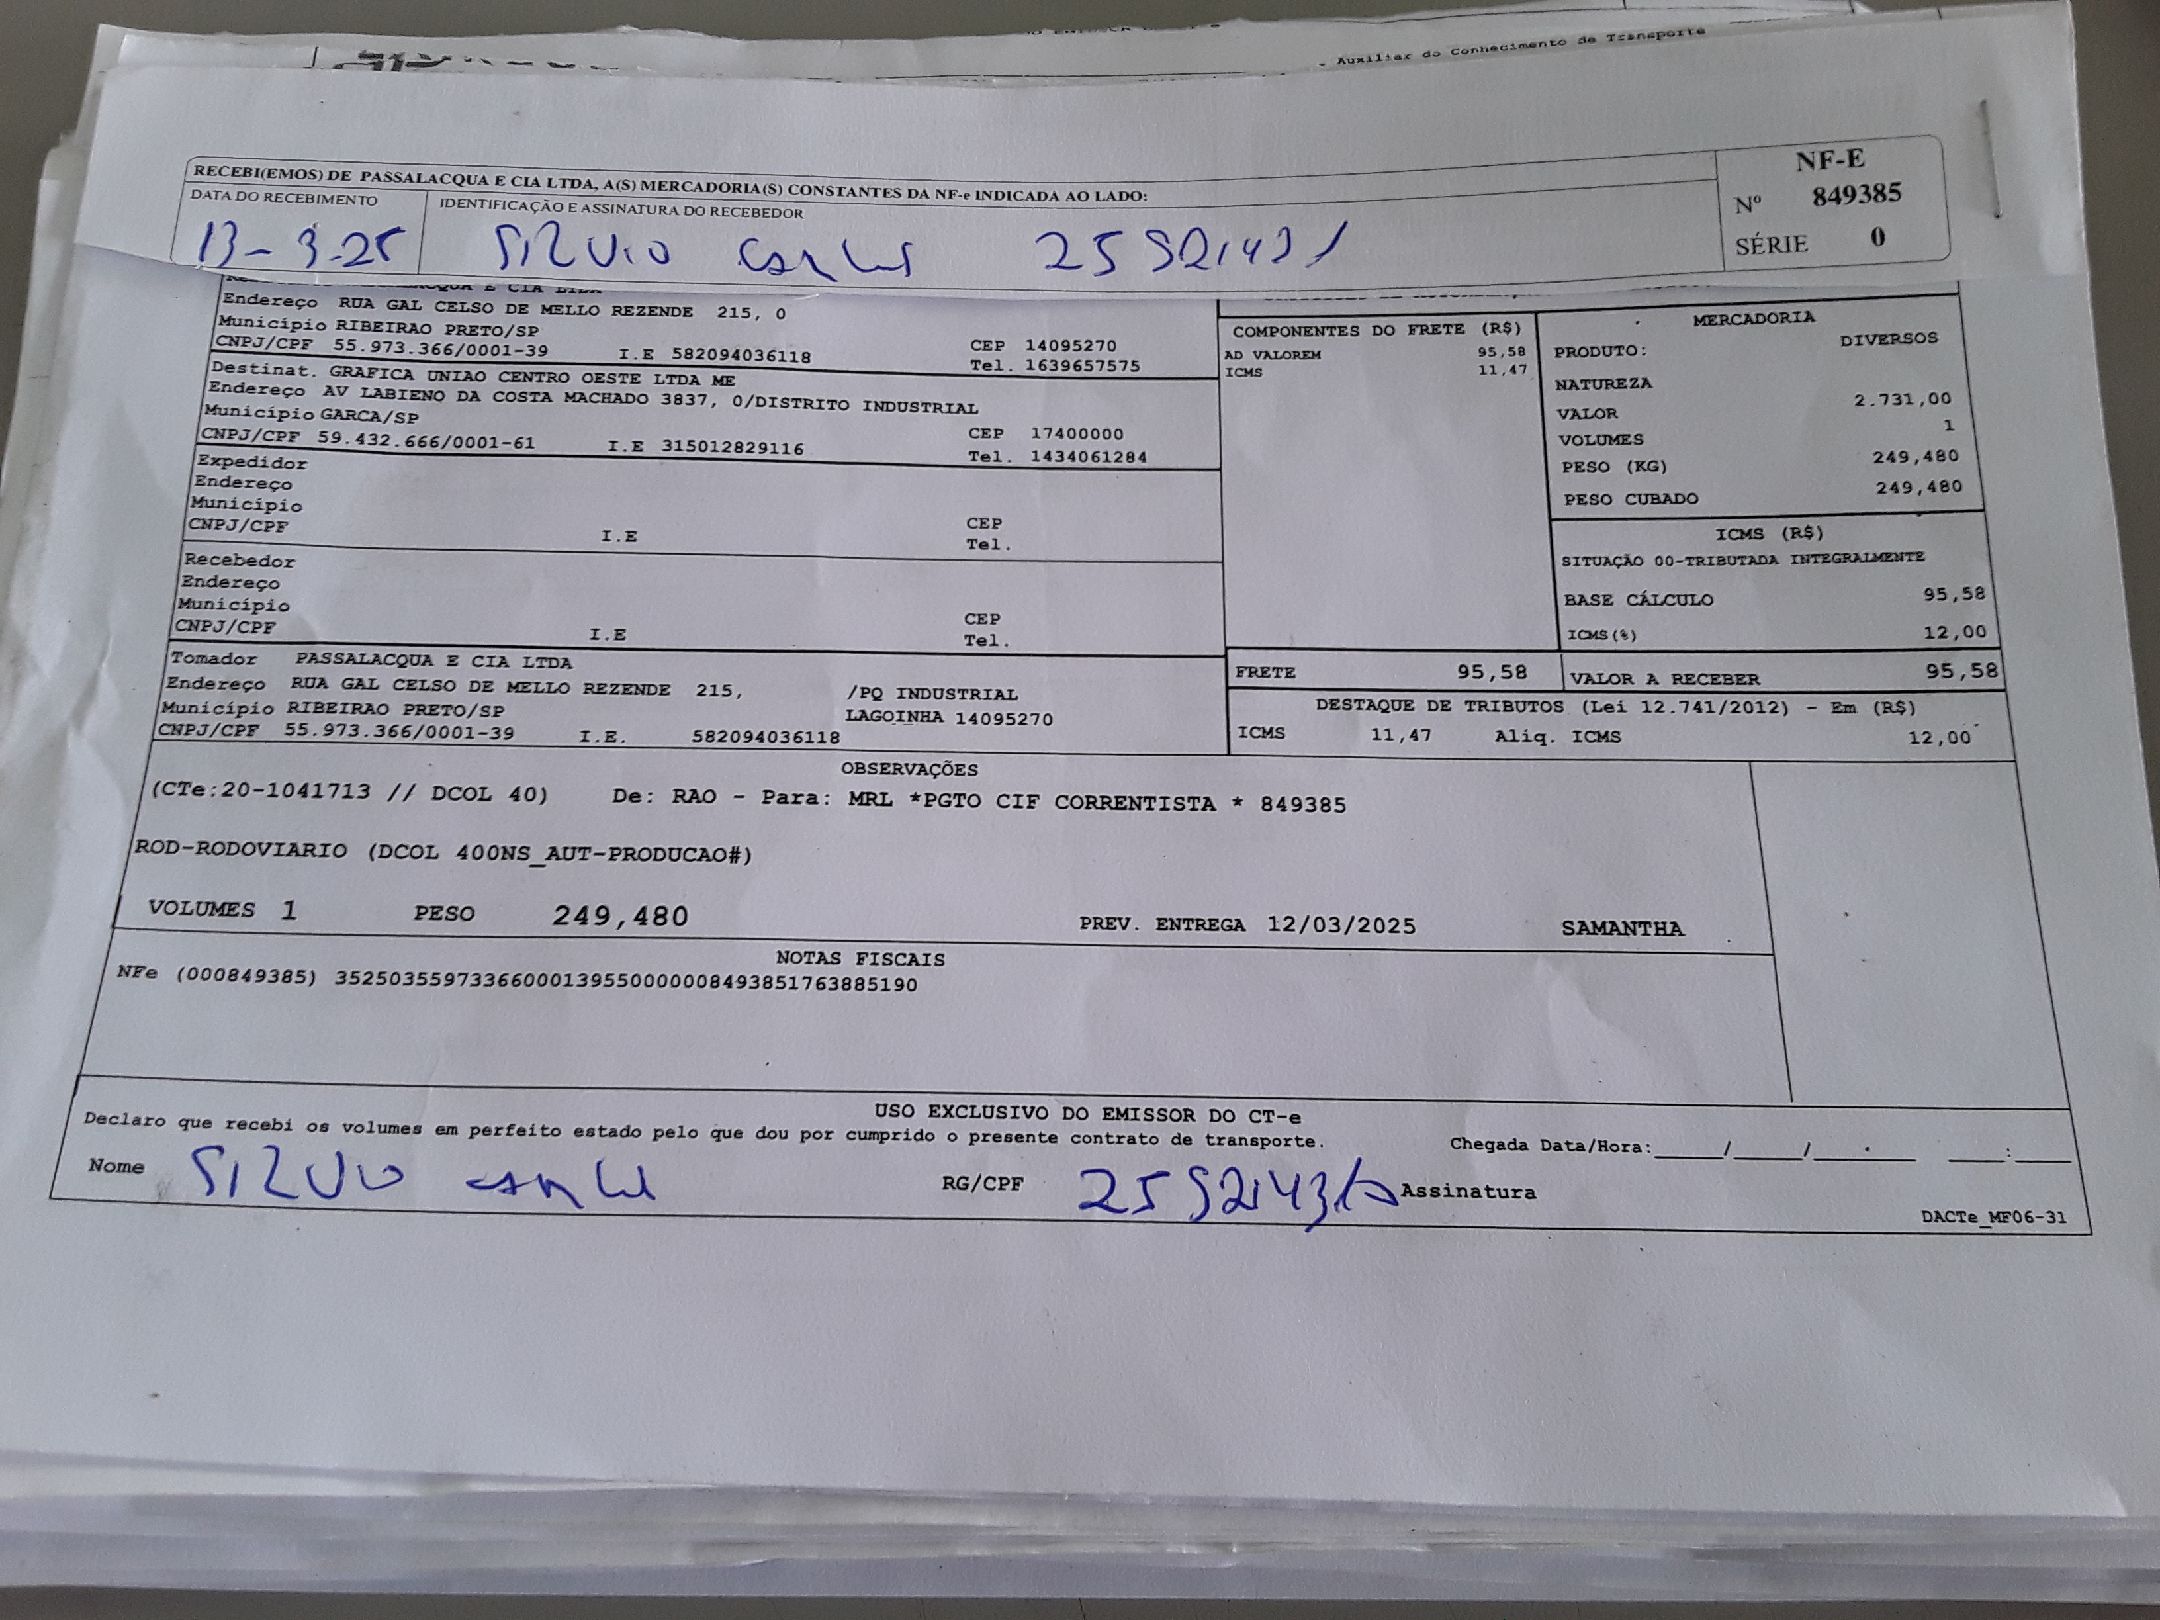 Auxiliar do Conhecimento de Transporte
RECEBI(EMOS) DE PASSALACQUA E CIA LTDA, A(S) MERCADORIA(S) CONSTANTES DA NF-e INDICADA AO LADO:
DATA DO RECEBIMENTO
IDENTIFICAÇÃO E ASSINATURA DO RECEBEDOR
13-3-25
SILVIO CARLOS
NF-E
Nº 849385
SÉRIE 0
Endereço RUA GAL CELSO DE MELLO REZENDE 215, 0
Município RIBEIRAO PRETO/SP
CEP 14095270
CNPJ/CPF 55.973.366/0001-39 I.E 582094036118 Tel. 1639657575
Destinat. GRAFICA UNIAO CENTRO OESTE LTDA ME
Endereço AV LABIENO DA COSTA MACHADO 3837, 0/DISTRITO INDUSTRIAL
Município GARCA/SP
CEP 17400000
CNPJ/CPF 59.432.666/0001-61 I.E 315012829116 Tel. 1434061284
Expedidor
Endereço
Município
CEP
CNPJ/CPF I.E Tel.
Recebedor
Endereço
Município
CEP
CNPJ/CPF I.E Tel.
Tomador PASSALACQUA E CIA LTDA
Endereço RUA GAL CELSO DE MELLO REZENDE 215, /PQ INDUSTRIAL
Município RIBEIRAO PRETO/SP LAGOINHA 14095270
CNPJ/CPF 55.973.366/0001-39 I.E. 582094036118
COMPONENTES DO FRETE (R$)
AD VALOREM 95,58
ICMS 11,47
MERCADORIA
PRODUTO: DIVERSOS
NATUREZA
VALOR 2.731,00
VOLUMES 1
PESO (KG) 249,480
PESO CUBADO 249,480
ICMS (R$)
SITUAÇÃO 00-TRIBUTADA INTEGRALMENTE
BASE CÁLCULO 95,58
ICMS(%) 12,00
FRETE 95,58 VALOR A RECEBER 95,58
DESTAQUE DE TRIBUTOS (Lei 12.741/2012) - Em (R$)
ICMS 11,47 Aliq. ICMS 12,00
OBSERVAÇÕES
(CTe:20-1041713 // DCOL 40) De: RAO - Para: MRL *PGTO CIF CORRENTISTA * 849385
ROD-RODOVIARIO (DCOL 400NS_AUT-PRODUCAO#)
VOLUMES 1 PESO 249,480 PREV. ENTREGA 12/03/2025 SAMANTHA
NOTAS FISCAIS
NFe (000849385) 35250355973366000139550000008493851763885190
USO EXCLUSIVO DO EMISSOR DO CT-e
Declaro que recebi os volumes em perfeito estado pelo que dou por cumprido o presente contrato de transporte.
Chegada Data/Hora:_____/_____/_____ ____:____
Nome SILVIO CARLOS RG/CPF Assinatura
DACTe_MF06-31